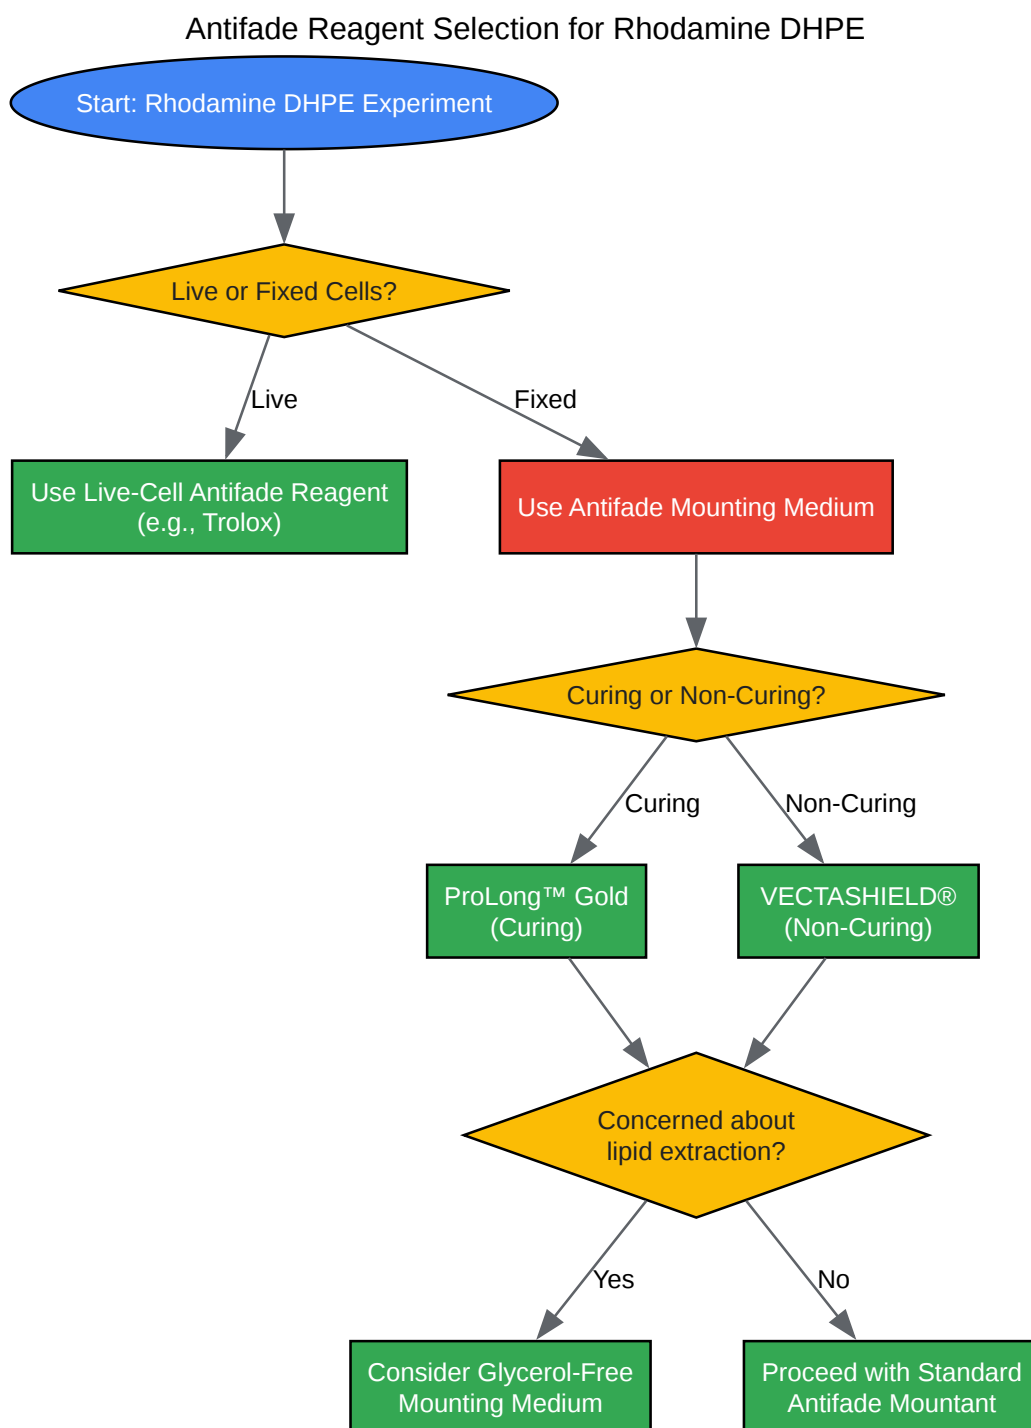 Antifade Reagent Selection for Rhodamine DHPE
Start: Rhodamine DHPE Experiment
Live or Fixed Cells?
Live
Fixed
Use Live-Cell Antifade Reagent
(e.g., Trolox)
Use Antifade Mounting Medium
Curing or Non-Curing?
Curing
Non-Curing
ProLong™ Gold
(Curing)
VECTASHIELD®
(Non-Curing)
Concerned about
lipid extraction?
Yes
No
Consider Glycerol-Free
Mounting Medium
Proceed with Standard
Antifade Mountant